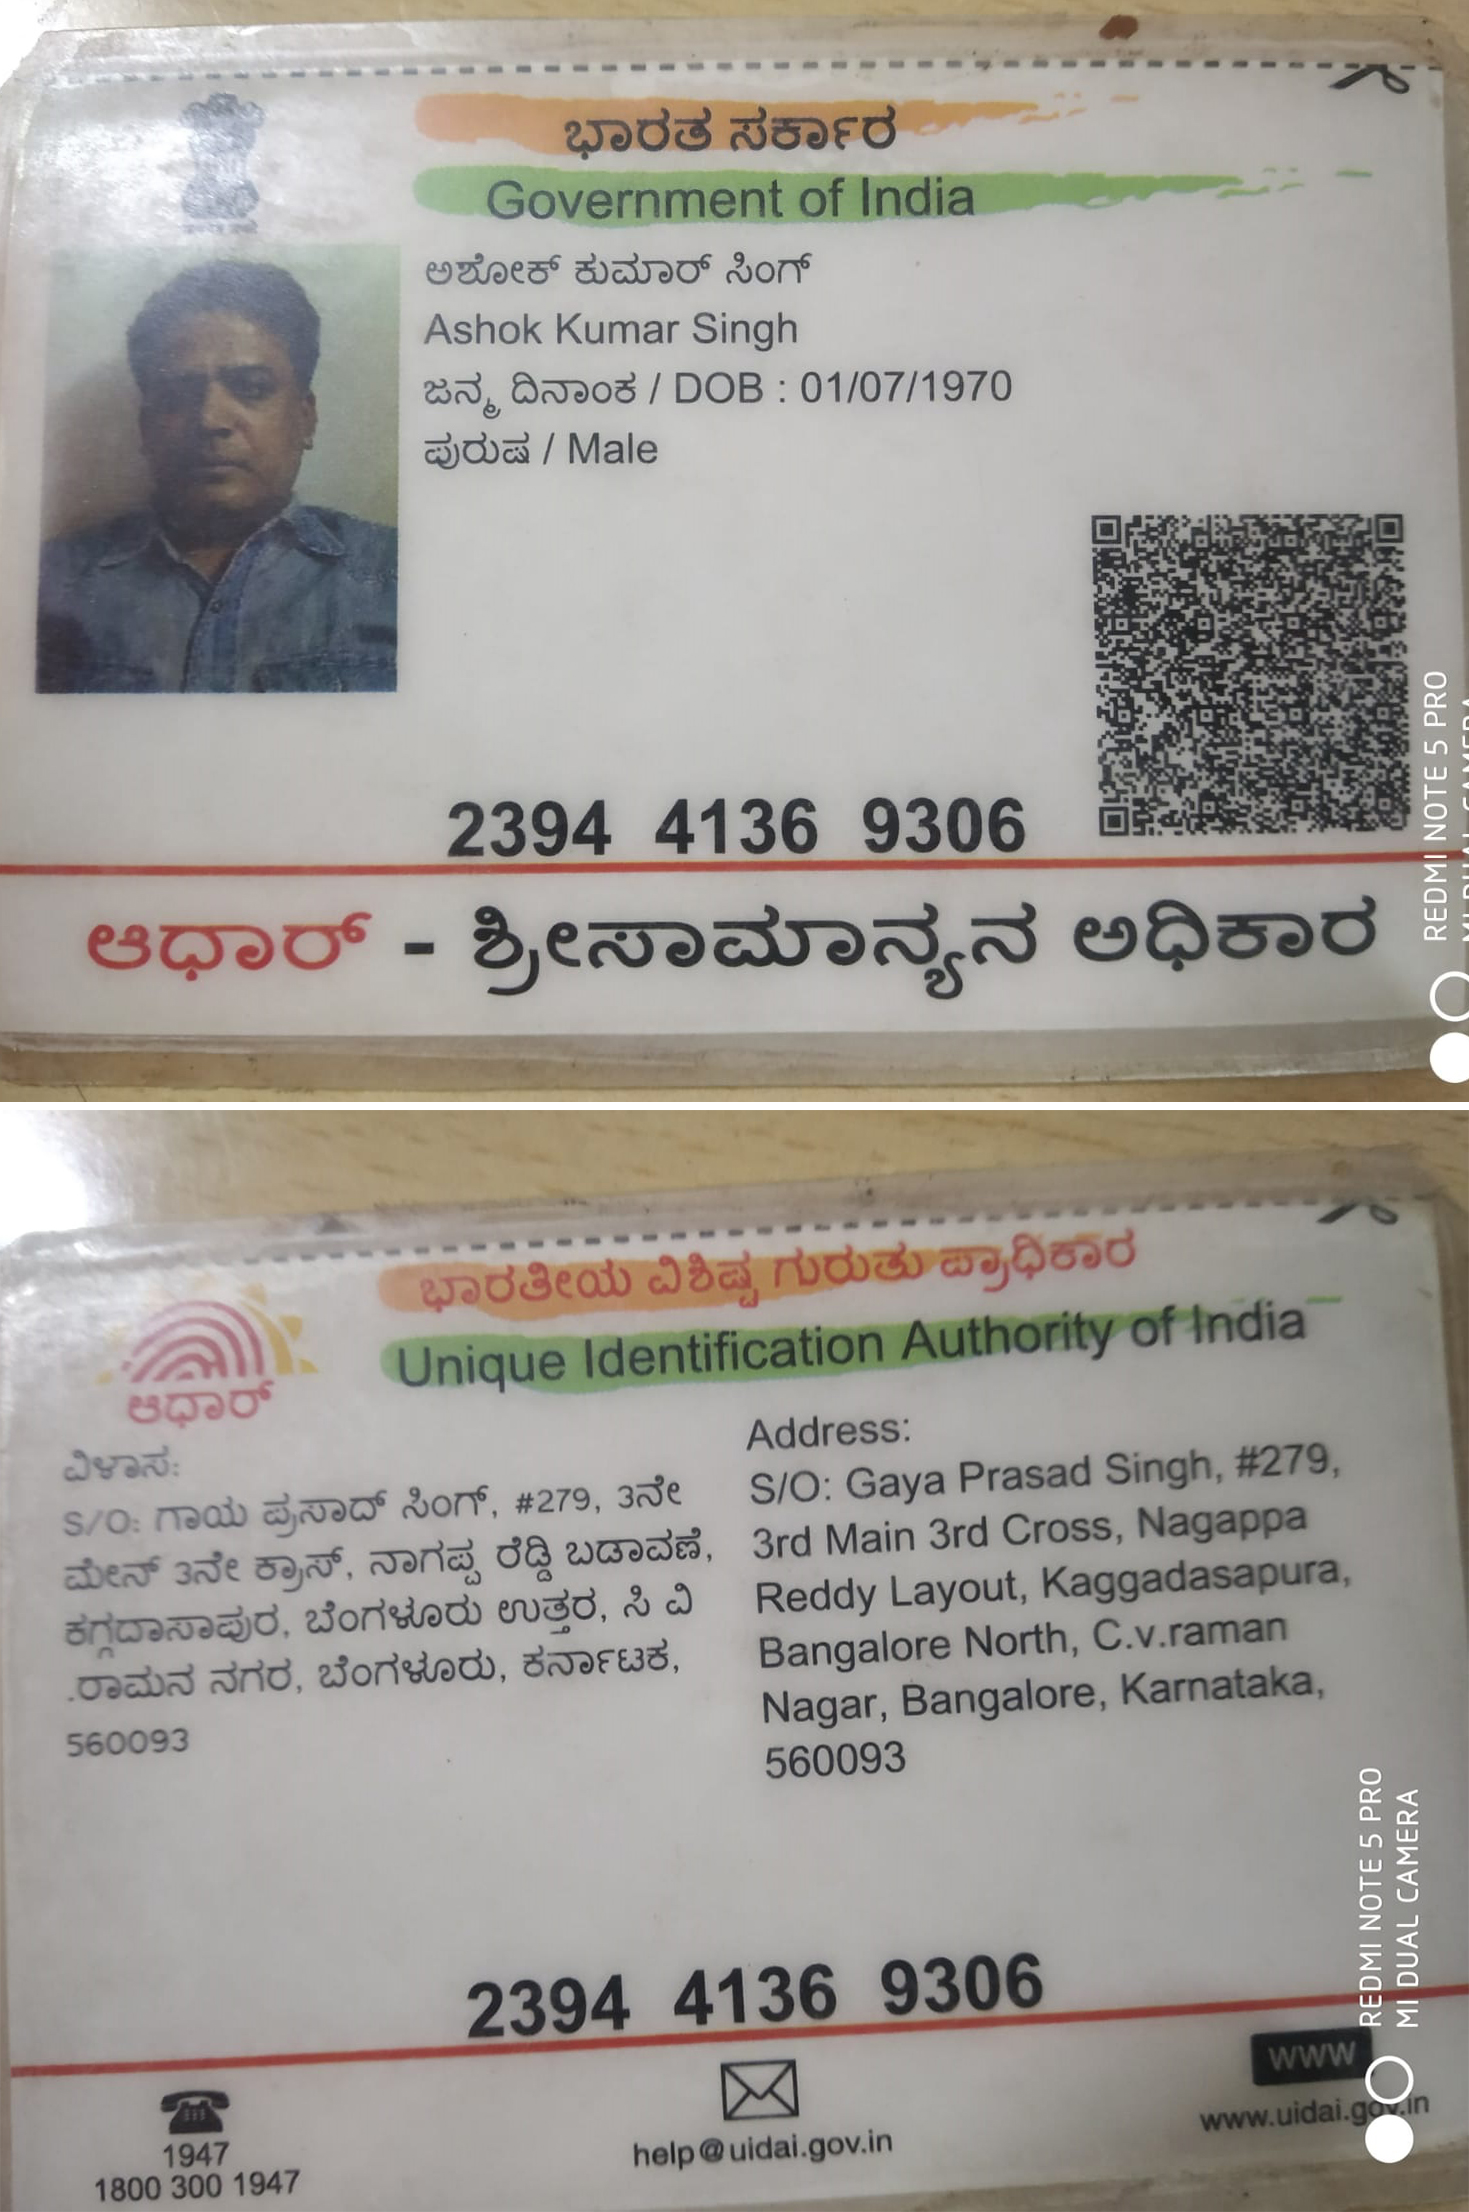 ಭಾರತ ಸರ್ಕಾರ
Government of India
ಅಶೋಕ್ ಕುಮಾರ್ ಸಿಂಗ್
Ashok Kumar Singh
ಜನ್ಮ ದಿನಾಂಕ / DOB : 01/07/1970
ಪುರುಷ / Male
2394 4136 9306
ಆಧಾರ್ - ಶ್ರೀಸಾಮಾನ್ಯನ ಅಧಿಕಾರ
REDMI NOTE 5 PRO
MI DUAL CAMERA
ಭಾರತೀಯ ವಿಶಿಷ್ಟ ಗುರುತು ಪ್ರಾಧಿಕಾರ
Unique Identification Authority of India
ಆಧಾರ್
ವಿಳಾಸ:
S/O: ಗಾಯ ಪ್ರಸಾದ್ ಸಿಂಗ್, #279, 3ನೇ
ಮೇನ್ 3ನೇ ಕ್ರಾಸ್, ನಾಗಪ್ಪ ರೆಡ್ಡಿ ಬಡಾವಣೆ,
ಕಗ್ಗದಾಸಾಪುರ, ಬೆಂಗಳೂರು ಉತ್ತರ, ಸಿ ವಿ
.ರಾಮನ ನಗರ, ಬೆಂಗಳೂರು, ಕರ್ನಾಟಕ,
560093
Address:
S/O: Gaya Prasad Singh, #279,
3rd Main 3rd Cross, Nagappa
Reddy Layout, Kaggadasapura,
Bangalore North, C.v.raman
Nagar, Bangalore, Karnataka,
560093
2394 4136 9306
1947
1800 300 1947
help@uidai.gov.in
WWW
www.uidai.gov.in
REDMI NOTE 5 PRO
MI DUAL CAMERA